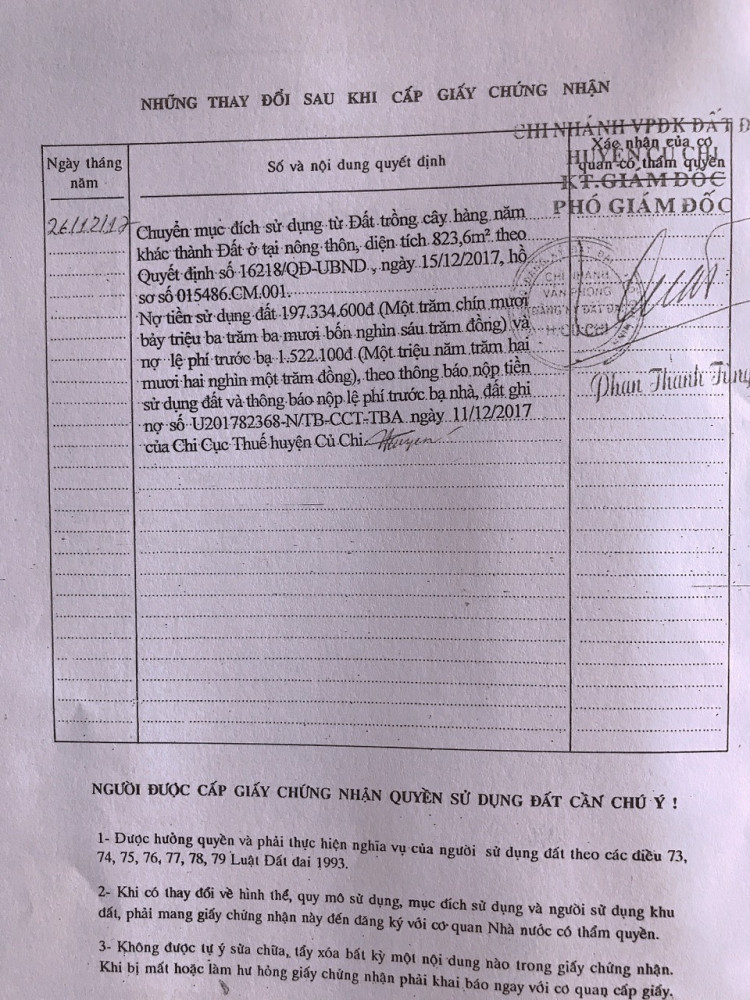 NHỮNG THAY ĐỔI SAU KHI CẤP GIẤY CHỨNG NHẬN
CHI NHÁNH VPĐK ĐẤT Đ
HUYỆN CỦ CHI
KT.GIÁM ĐỐC
PHÓ GIÁM ĐỐC
Ngày tháng
năm
Số và nội dung quyết định
Xác nhận của cơ
quan có thẩm quyền
26/12/17
Chuyển mục đích sử dụng từ Đất trồng cây hàng năm
khác thành Đất ở tại nông thôn, diện tích 823,6m² theo
Quyết định số 16218/QĐ-UBND , ngày 15/12/2017, hồ
sơ số 015486.CM.001.
Nợ tiền sử dụng đất 197.334.600đ (Một trăm chín mươi
bảy triệu ba trăm ba mươi bốn nghìn sáu trăm đồng) và
nợ lệ phí trước bạ 1.522.100đ (Một triệu năm trăm hai
mươi hai nghìn một trăm đồng), theo thông báo nộp tiền
sử dụng đất và thông báo nộp lệ phí trước bạ nhà, đất ghi
nợ số U201782368-N/TB-CCT-TBA ngày 11/12/2017
của Chi Cục Thuế huyện Củ Chi.
CHI NHÁNH
VĂN PHÒNG
ĐĂNG KÝ ĐẤT ĐAI
H.CỦ CHI
Phan Thanh Tùng
NGƯỜI ĐƯỢC CẤP GIẤY CHỨNG NHẬN QUYỀN SỬ DỤNG ĐẤT CẦN CHÚ Ý !
1- Được hưởng quyền và phải thực hiện nghĩa vụ của người sử dụng đất theo các điều 73,
74, 75, 76, 77, 78, 79 Luật Đất đai 1993.
2- Khi có thay đổi về hình thể, quy mô sử dụng, mục đích sử dụng và người sử dụng khu
đất, phải mang giấy chứng nhận này đến đăng ký với cơ quan Nhà nước có thẩm quyền.
3- Không được tự ý sửa chữa, tẩy xóa bất kỳ một nội dung nào trong giấy chứng nhận.
Khi bị mất hoặc làm hư hỏng giấy chứng nhận phải khai báo ngay với cơ quan cấp giấy.